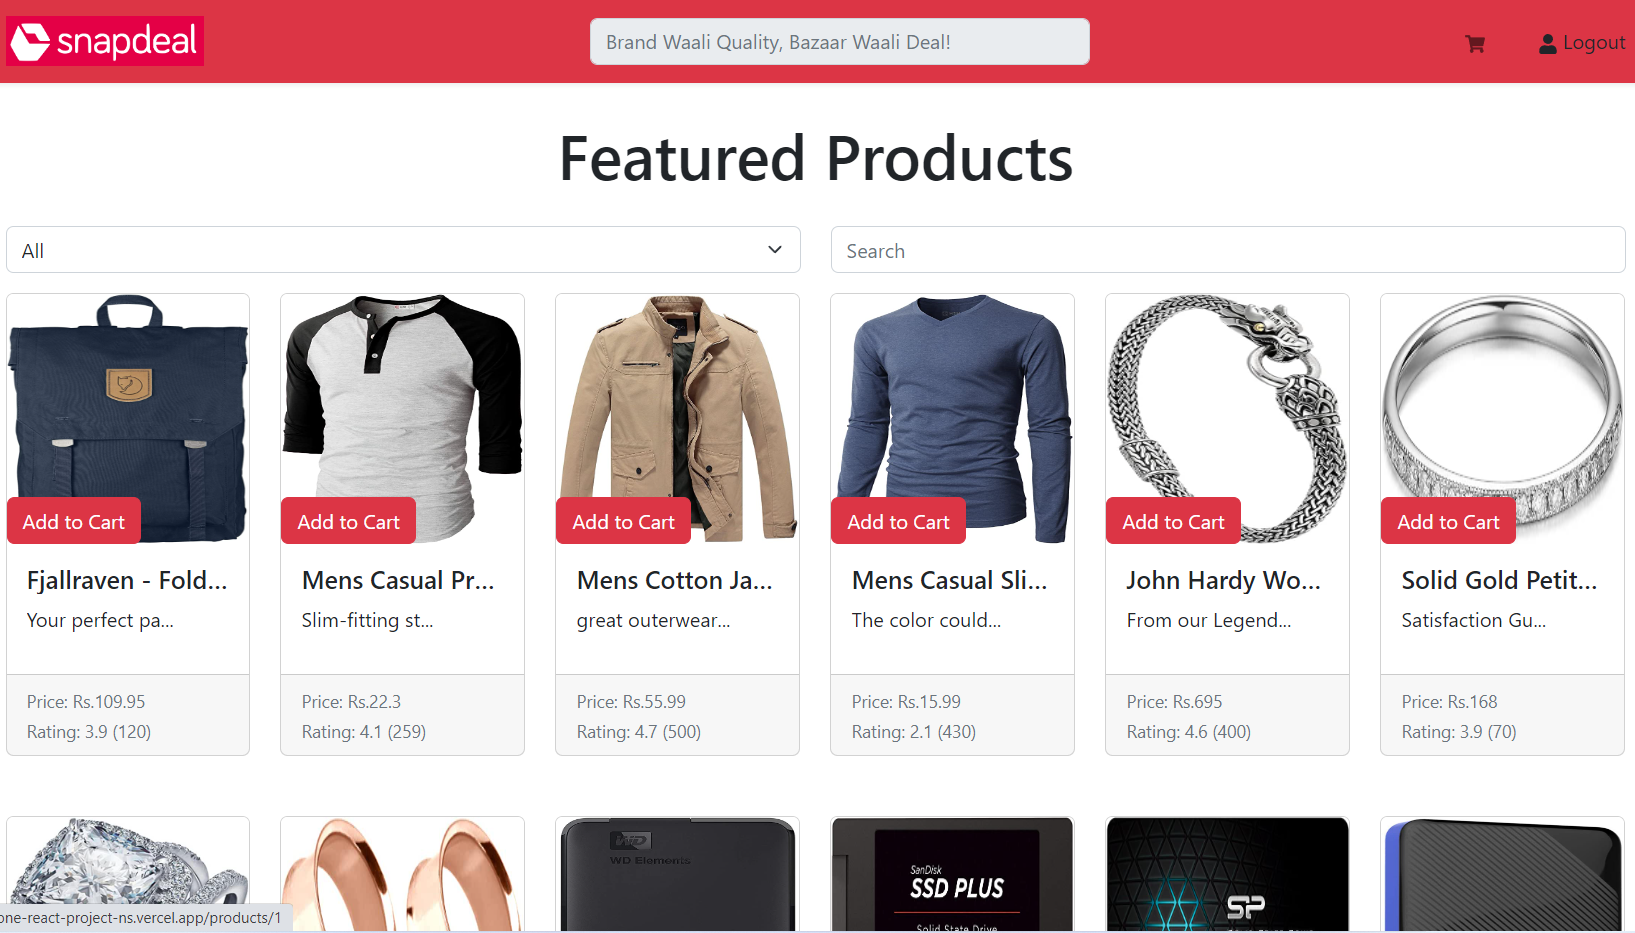 snapdeal
Brand Waali Quality, Bazaar Waali Deal!
Logout
Featured Products
All
Search
Add to Cart
Add to Cart
Add to Cart
Add to Cart
Add to Cart
Add to Cart
Fjallraven - Fold...
Mens Casual Pr...
Mens Cotton Ja...
Mens Casual Sli...
John Hardy Wo...
Solid Gold Petit...
Your perfect pa...
Slim-fitting st...
great outerwear...
The color could...
From our Legend...
Satisfaction Gu...
Price: Rs.109.95
Price: Rs.22.3
Price: Rs.55.99
Price: Rs.15.99
Price: Rs.695
Price: Rs.168
Rating: 3.9 (120)
Rating: 4.1 (259)
Rating: 4.7 (500)
Rating: 2.1 (430)
Rating: 4.6 (400)
Rating: 3.9 (70)
WD
WD Elements
SanDisk
SSD PLUS
Solid State Drive
SP
one-react-project-ns.vercel.app/products/1